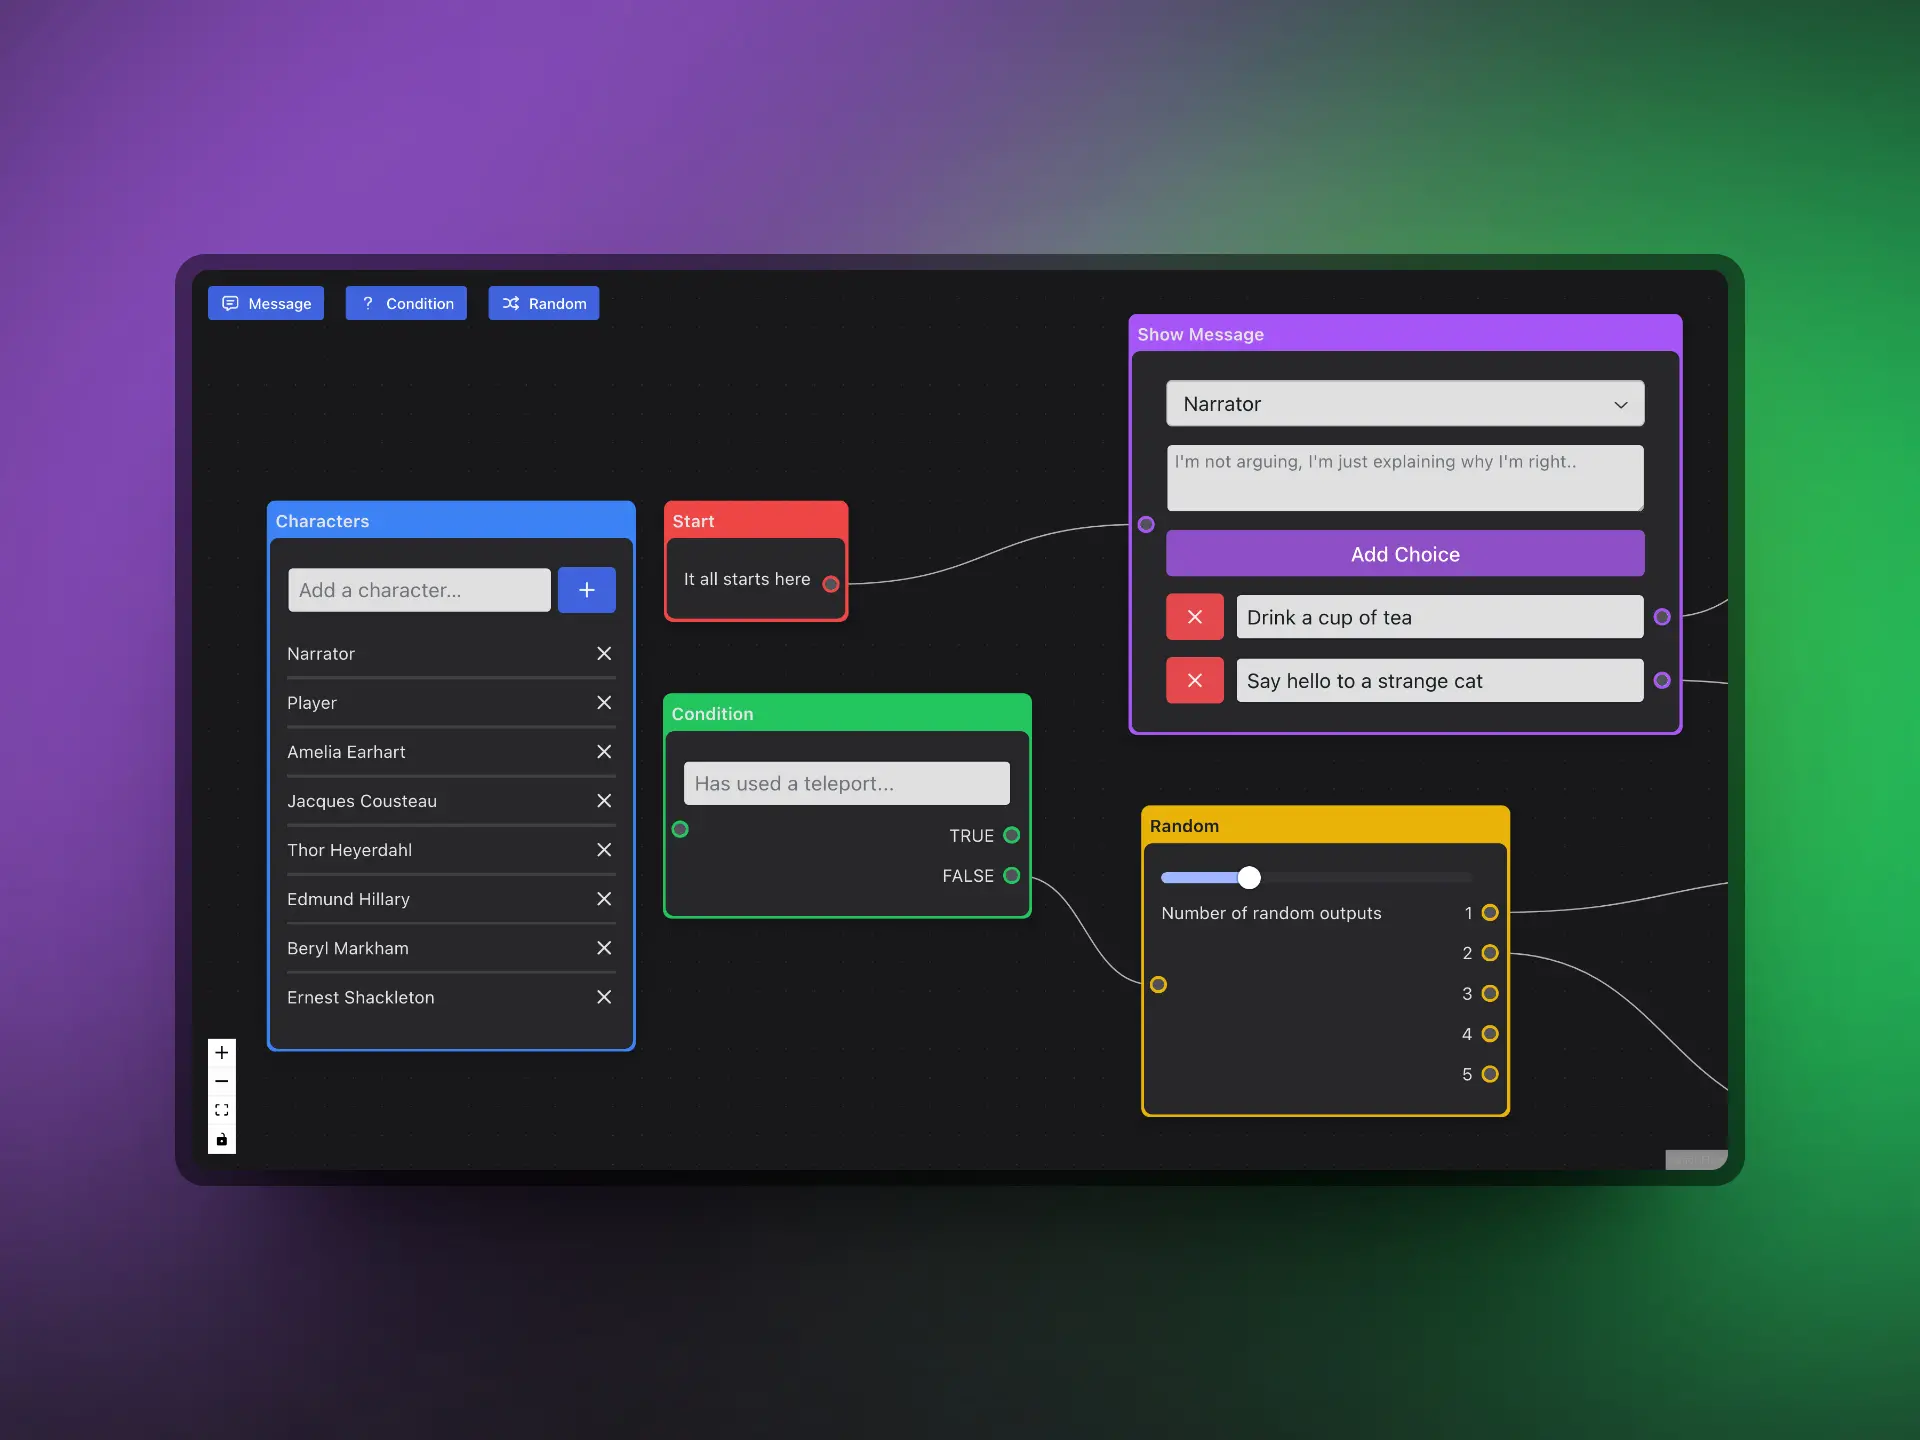 Message
? Condition
Random
Show Message
Narrator
I'm not arguing, I'm just explaining why I'm right..
Add Choice
Drink a cup of tea
Say hello to a strange cat
Characters
Add a character...
Narrator
Player
Amelia Earhart
Jacques Cousteau
Thor Heyerdahl
Edmund Hillary
Beryl Markham
Ernest Shackleton
Start
It all starts here
Condition
Has used a teleport...
TRUE
FALSE
Random
Number of random outputs 1
2
3
4
5